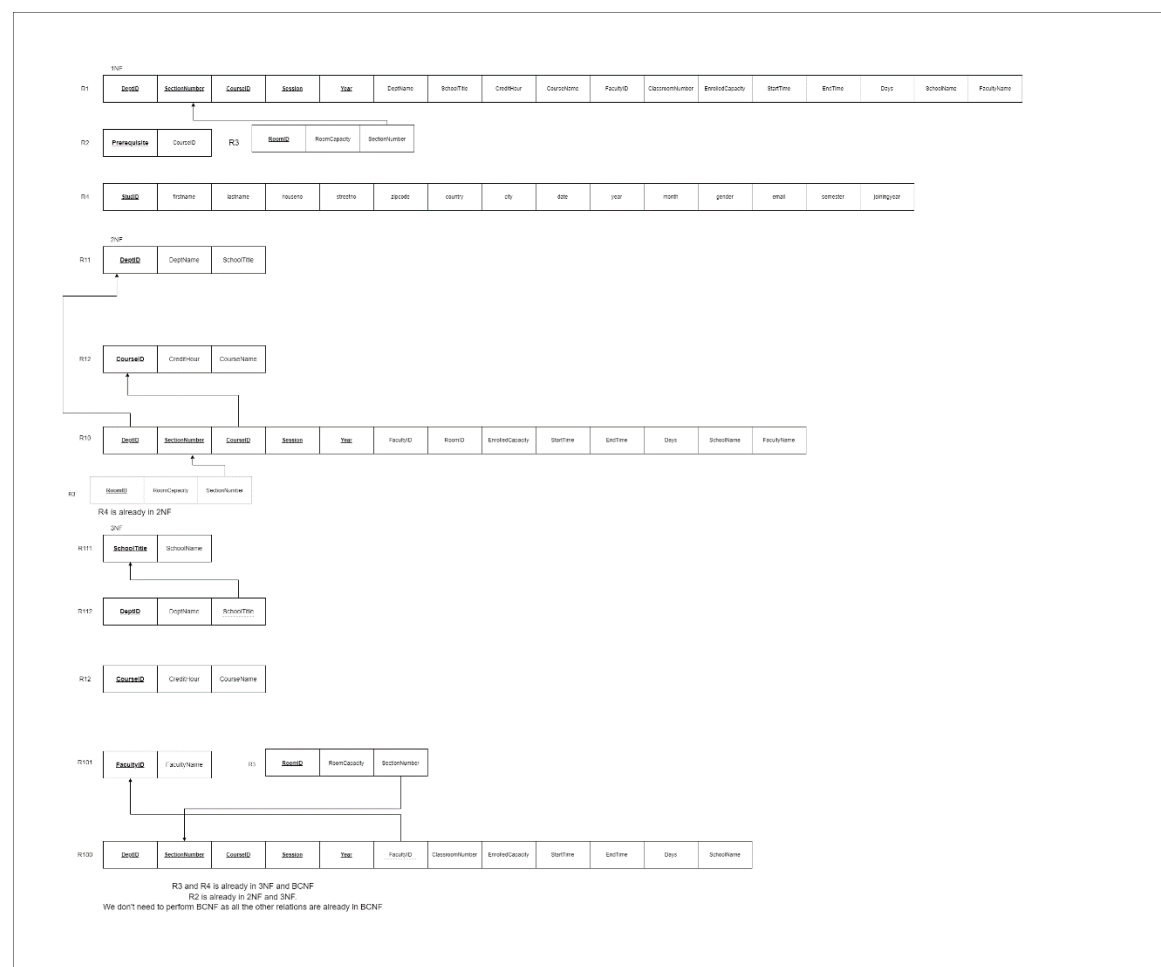 1NF
R1 DeptID SectionNumber CourseID Session Year DeptName SchoolTitle CreditHour CourseName FacultyID ClassroomNumber EnrolledCapacity StartTime EndTime Days SchoolName FacultyName
R2 Prerequisite CourseID R3 RoomID RoomCapacity SectionNumber
R4 StudID firstname lastname houseno streetno zipcode country city date year month gender email semester joiningyear
2NF
R11 DeptID DeptName SchoolTitle
R12 CourseID CreditHour CourseName
R10 DeptID SectionNumber CourseID Session Year FacultyID RoomID EnrolledCapacity StartTime EndTime Days SchoolName FacultyName
R3 RoomID RoomCapacity SectionNumber
R4 is already in 2NF
3NF
R111 SchoolTitle SchoolName
R112 DeptID DeptName SchoolTitle
R12 CourseID CreditHour CourseName
R101 FacultyID FacultyName R3 RoomID RoomCapacity SectionNumber
R100 DeptID SectionNumber CourseID Session Year FacultyID ClassroomNumber EnrolledCapacity StartTime EndTime Days SchoolName
R3 and R4 is already in 3NF and BCNF
R2 is already in 2NF and 3NF.
We don't need to perform BCNF as all the other relations are already in BCNF